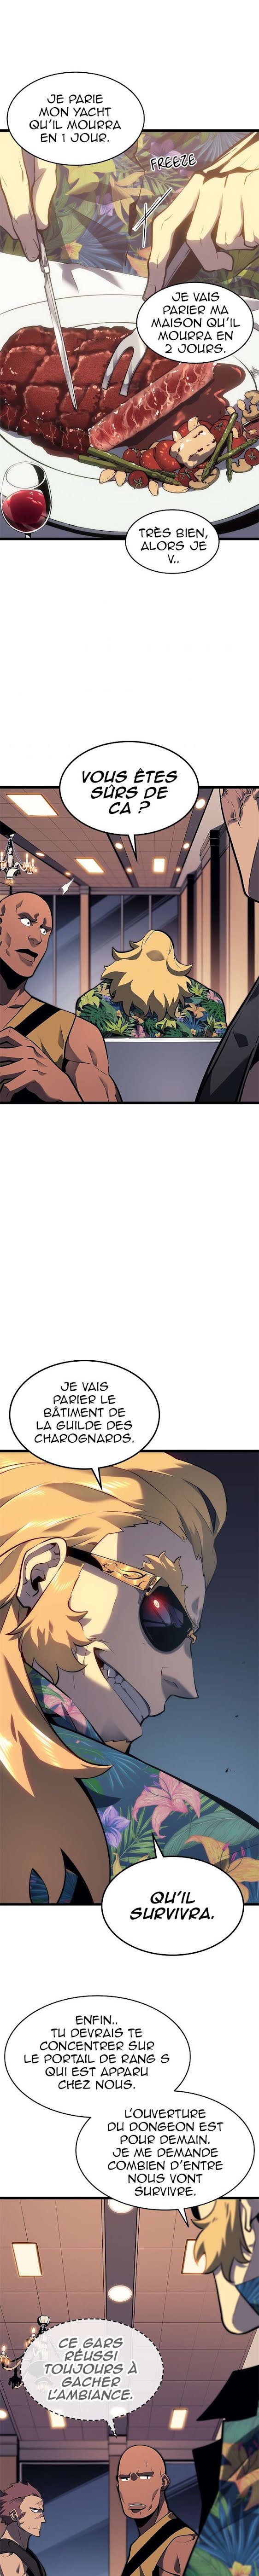 JE PARIE
MON YACHT
QU'IL MOURRA
EN 1 JOUR.
FREEZE
JE VAIS
PARIER MA
MAISON QU'IL
MOURRA EN
2 JOURS.
TRÈS BIEN,
ALORS JE
V..
VOUS ÊTES
SÛRS DE
CA ?
JE VAIS
PARIER LE
BÂTIMENT DE
LA GUILDE DES
CHAROGNARDS.
QU'IL
SURVIVRA.
ENFIN..
TU DEVRAIS TE
CONCENTRER SUR
LE PORTAIL DE RANG S
QUI EST APPARU
CHEZ NOUS.
L'OUVERTURE
DU DONGEON EST
POUR DEMAIN.
JE ME DEMANDE
COMBIEN D'ENTRE
NOUS VONT
SURVIVRE.
CE GARS
RÉUSSI
TOUJOURS À
GACHER
L'AMBIANCE.